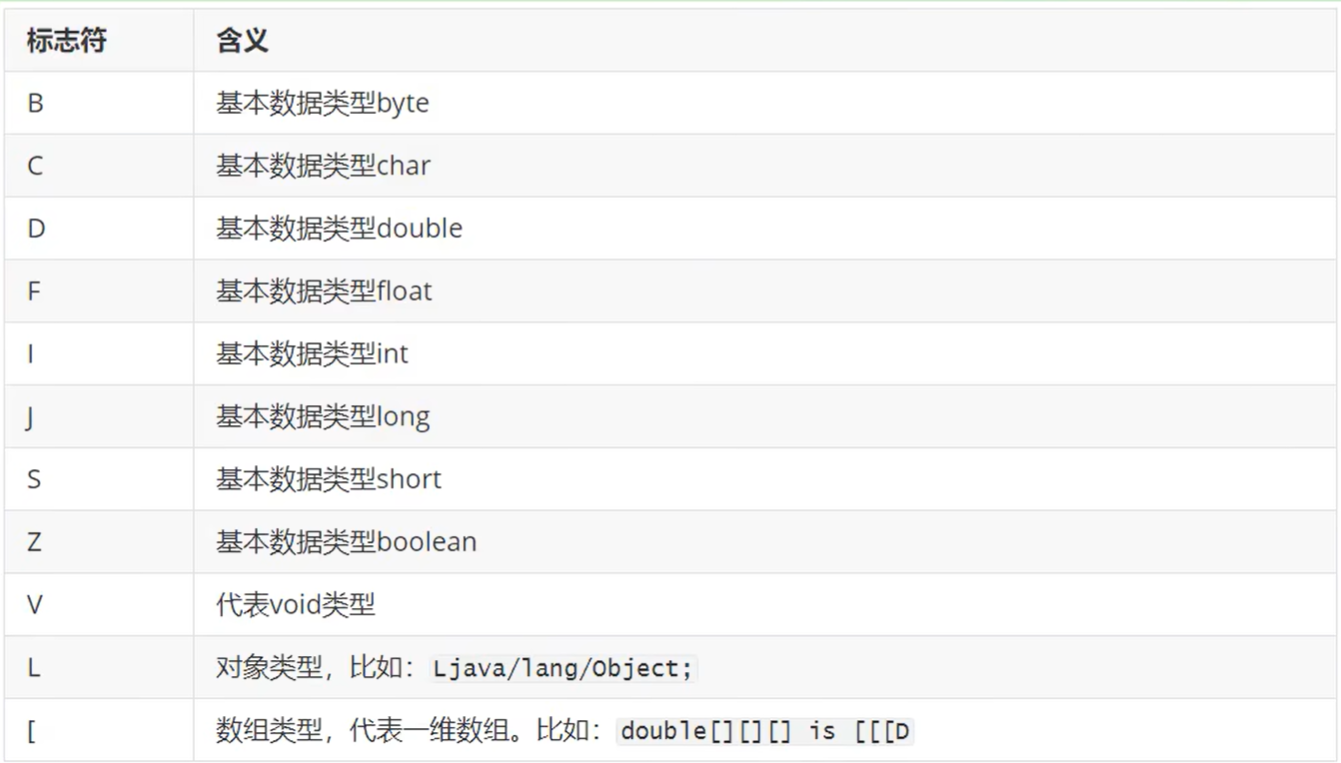 标志符 含义
B 基本数据类型byte
C 基本数据类型char
D 基本数据类型double
F 基本数据类型float
I 基本数据类型int
J 基本数据类型long
S 基本数据类型short
Z 基本数据类型boolean
V 代表void类型
L 对象类型，比如：Ljava/lang/Object;
[ 数组类型，代表一维数组。比如：double[][][] is [[[D